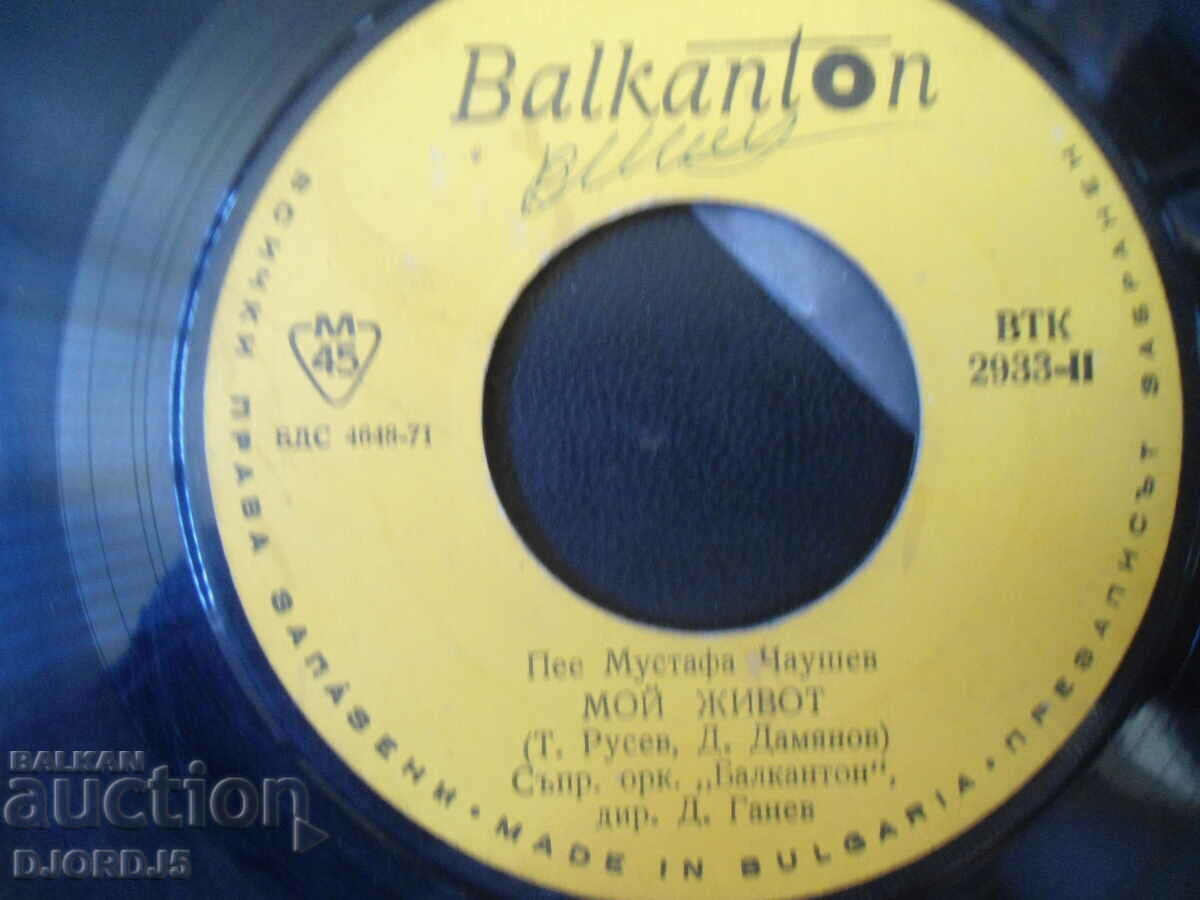 Balkanton
M
45
БДС 4648-71
ВТК
2933-II
Пее Мустафа Чаушев
МОЙ ЖИВОТ
(Т. Русев, Д. Дамянов)
Съпр. орк. „Балкантон“,
дир. Д. Ганев
ВСИЧКИ ПРАВА ЗАПАЗЕНИ • MADE IN BULGARIA • ПРЕЗАПИСЪТ ЗАБРАНЕН
BALKAN
auction
DJORDJ5